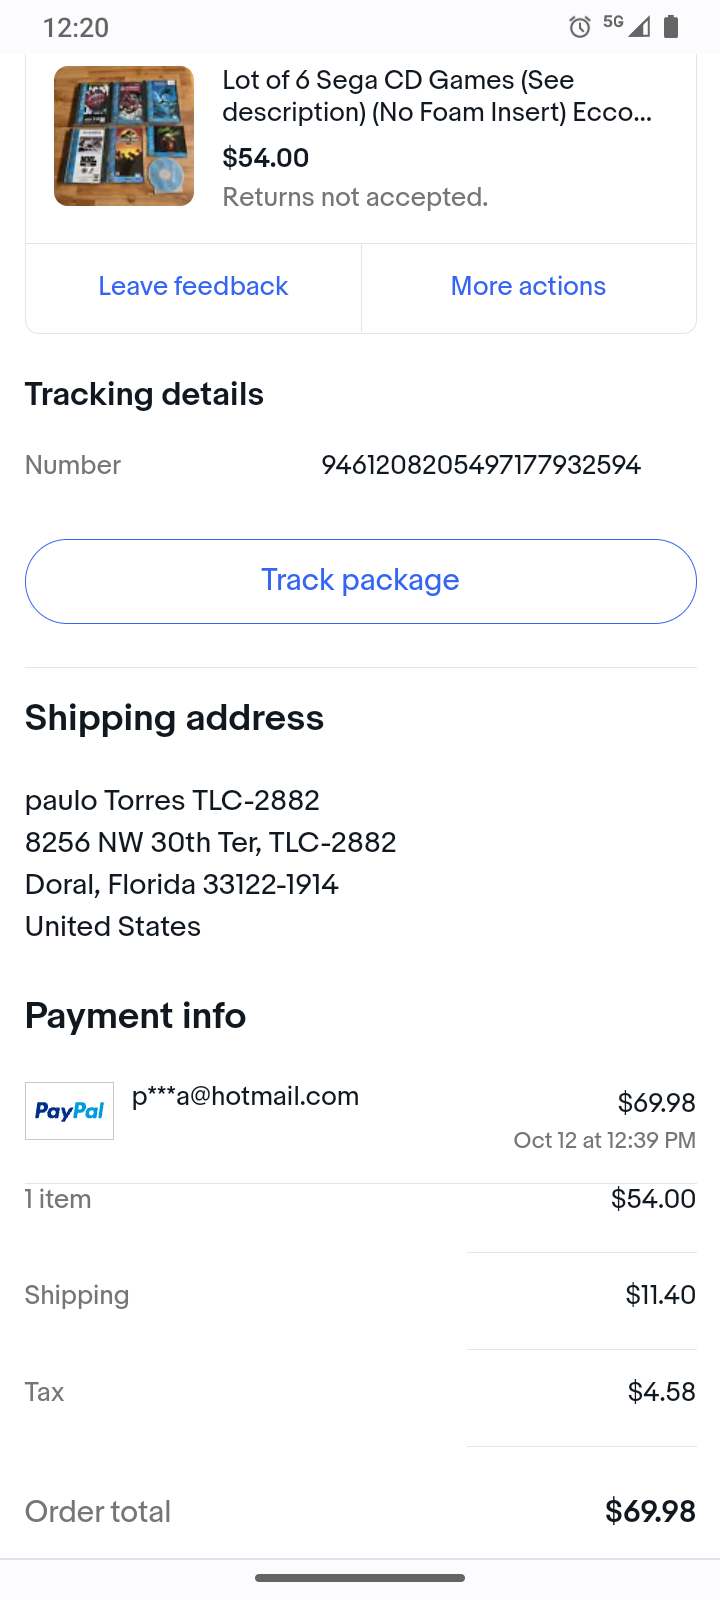 12:20
5G
Lot of 6 Sega CD Games (See
description) (No Foam Insert) Ecco...
$54.00
Returns not accepted.
Leave feedback
More actions
Tracking details
Number
9461208205497177932594
Track package
Shipping address
paulo Torres TLC-2882
8256 NW 30th Ter, TLC-2882
Doral, Florida 33122-1914
United States
Payment info
PayPal
p***a@hotmail.com
$69.98
Oct 12 at 12:39 PM
1 item
$54.00
Shipping
$11.40
Tax
$4.58
Order total
$69.98